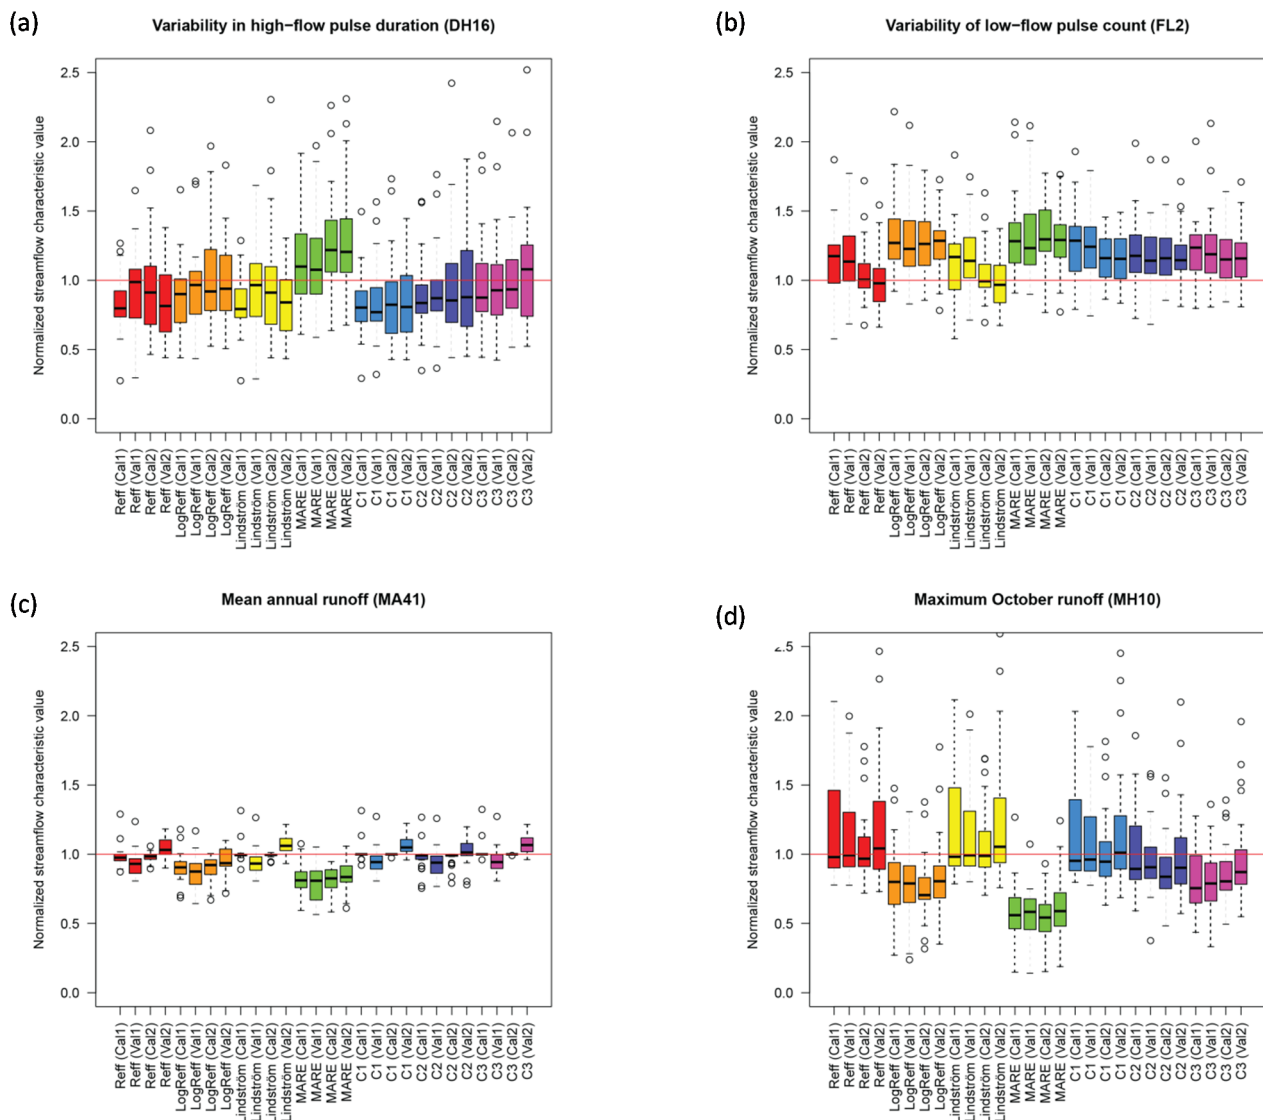 (a)
Variability in high−flow pulse duration (DH16)
Normalized streamflow characteristic value
2.5
2.0
1.5
1.0
0.5
0.0
Reff (Cal1)
Reff (Val1)
Reff (Cal2)
Reff (Val2)
LogReff (Cal1)
LogReff (Val1)
LogReff (Cal2)
LogReff (Val2)
Lindström (Cal1)
Lindström (Val1)
Lindström (Cal2)
Lindström (Val2)
MARE (Cal1)
MARE (Val1)
MARE (Cal2)
MARE (Val2)
C1 (Cal1)
C1 (Val1)
C1 (Cal2)
C1 (Val2)
C2 (Cal1)
C2 (Val1)
C2 (Cal2)
C2 (Val2)
C3 (Cal1)
C3 (Val1)
C3 (Cal2)
C3 (Val2)
(b)
Variability of low−flow pulse count (FL2)
Normalized streamflow characteristic value
2.5
2.0
1.5
1.0
0.5
0.0
Reff (Cal1)
Reff (Val1)
Reff (Cal2)
Reff (Val2)
LogReff (Cal1)
LogReff (Val1)
LogReff (Cal2)
LogReff (Val2)
Lindström (Cal1)
Lindström (Val1)
Lindström (Cal2)
Lindström (Val2)
MARE (Cal1)
MARE (Val1)
MARE (Cal2)
MARE (Val2)
C1 (Cal1)
C1 (Val1)
C1 (Cal2)
C1 (Val2)
C2 (Cal1)
C2 (Val1)
C2 (Cal2)
C2 (Val2)
C3 (Cal1)
C3 (Val1)
C3 (Cal2)
C3 (Val2)
(c)
Mean annual runoff (MA41)
Normalized streamflow characteristic value
2.5
2.0
1.5
1.0
0.5
0.0
Reff (Cal1)
Reff (Val1)
Reff (Cal2)
Reff (Val2)
LogReff (Cal1)
LogReff (Val1)
LogReff (Cal2)
LogReff (Val2)
Lindström (Cal1)
Lindström (Val1)
Lindström (Cal2)
Lindström (Val2)
MARE (Cal1)
MARE (Val1)
MARE (Cal2)
MARE (Val2)
C1 (Cal1)
C1 (Val1)
C1 (Cal2)
C1 (Val2)
C2 (Cal1)
C2 (Val1)
C2 (Cal2)
C2 (Val2)
C3 (Cal1)
C3 (Val1)
C3 (Cal2)
C3 (Val2)
(d)
Maximum October runoff (MH10)
Normalized streamflow characteristic value
2.5
2.0
1.5
1.0
0.5
0.0
Reff (Cal1)
Reff (Val1)
Reff (Cal2)
Reff (Val2)
LogReff (Cal1)
LogReff (Val1)
LogReff (Cal2)
LogReff (Val2)
Lindström (Cal1)
Lindström (Val1)
Lindström (Cal2)
Lindström (Val2)
MARE (Cal1)
MARE (Val1)
MARE (Cal2)
MARE (Val2)
C1 (Cal1)
C1 (Val1)
C1 (Cal2)
C1 (Val2)
C2 (Cal1)
C2 (Val1)
C2 (Cal2)
C2 (Val2)
C3 (Cal1)
C3 (Val1)
C3 (Cal2)
C3 (Val2)